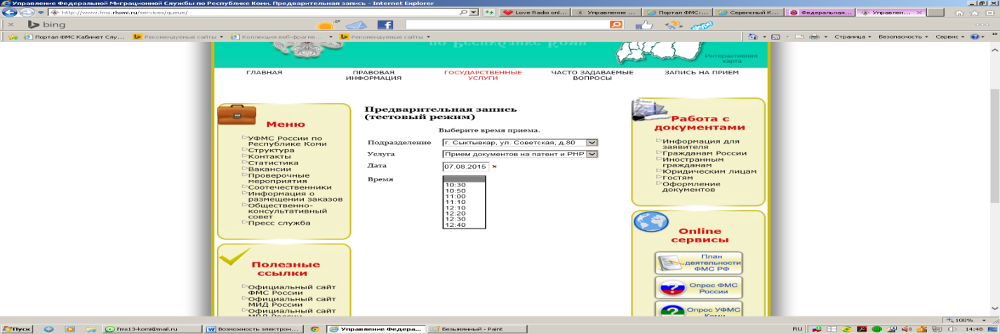 Управление Федеральной Миграционной Службы по Республике Коми. Предварительная запись - Internet Explorer
http://www.fms.rkomi.ru/services/queue/
Love Radio onl...
Управление ...
Портал ФМС:...
Сервисный К...
Федеральная...
Управлен...
bing
-5°
Портал ФМС Кабинет Слу...
Рекомендуемые сайты
Коллекция веб-фрагме...
Рекомендуемые сайты
Страница
Безопасность
Сервис
по Республике Коми
Интерактивная
карта
ГЛАВНАЯ
ПРАВОВАЯ
ИНФОРМАЦИЯ
ГОСУДАРСТВЕННЫЕ
УСЛУГИ
ЧАСТО ЗАДАВАЕМЫЕ
ВОПРОСЫ
ЗАПИСЬ НА ПРИЕМ
Меню
УФМС России по
Республике Коми
Структура
Контакты
Статистика
Вакансии
Проверочные
мероприятия
Соотечественники
Информация о
размещении заказов
Общественно-
консультативный
совет
Пресс служба
Полезные
ссылки
Официальный сайт
ФМС России
Официальный сайт
МИД России
Официальный сайт
Предварительная запись
(тестовый режим)
Выберите время приема.
Подразделение
г. Сыктывкар, ул. Советская, д.80
Услуга
Прием документов на патент и РНР
Дата
07.08.2015
Время
10:30
10:50
11:00
11:10
12:10
12:20
12:30
12:40
Работа с
документами
Информация для
заявителя
Гражданам России
Иностранным
гражданам
Юридическим лицам
Гостям
Оформление
документов
Online
сервисы
План
деятельности
ФМС РФ
Опрос ФМС
России
Опрос УФМС
Коми
100%
Пуск
fms13-komi@mail.ru
Возможность электрон...
Управление Федера...
Безымянный - Paint
RU
14:48